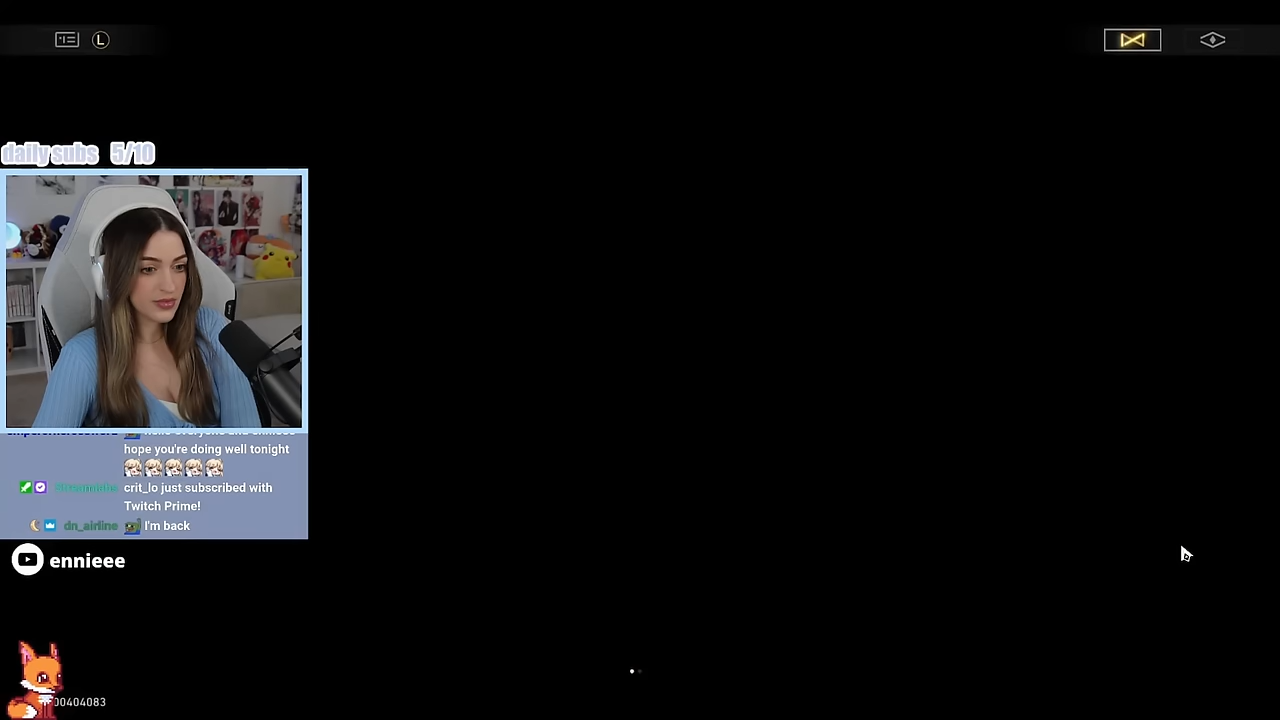 L
daily subs 5/10
hope you're doing well tonight
crit_lo just subscribed with
Twitch Prime!
dn_airline I'm back
ennieee
00404083